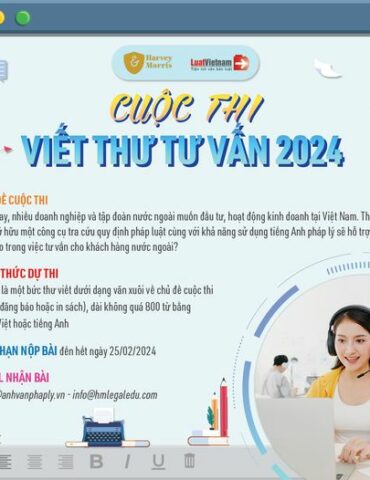 Harvey
Morris
LuatVietnam
Tiện ích văn bản luật
CUỘC THI
VIẾT THƯ TƯ VẤN 2024
CUỘC THI
nhiều doanh nghiệp và tập đoàn nước ngoài muốn đầu tư, hoạt động kinh doanh tại Việt Nam.
hữu một công cụ tra cứu quy định pháp luật cùng với khả năng sử dụng tiếng Anh pháp lý sẽ hỗ
trong việc tư vấn cho khách hàng nước ngoài?
THỨC DỰ THI
là một bức thư viết dưới dạng văn xuôi về chủ đề cuộc thi
đăng báo hoặc in sách), dài không quá 800 từ bằng
Việt hoặc tiếng Anh
NỘP BÀI đến hết ngày 25/02/2024
NHẬN BÀI
@anhvanphaply.vn - info@hmlegaledu.com
B I U